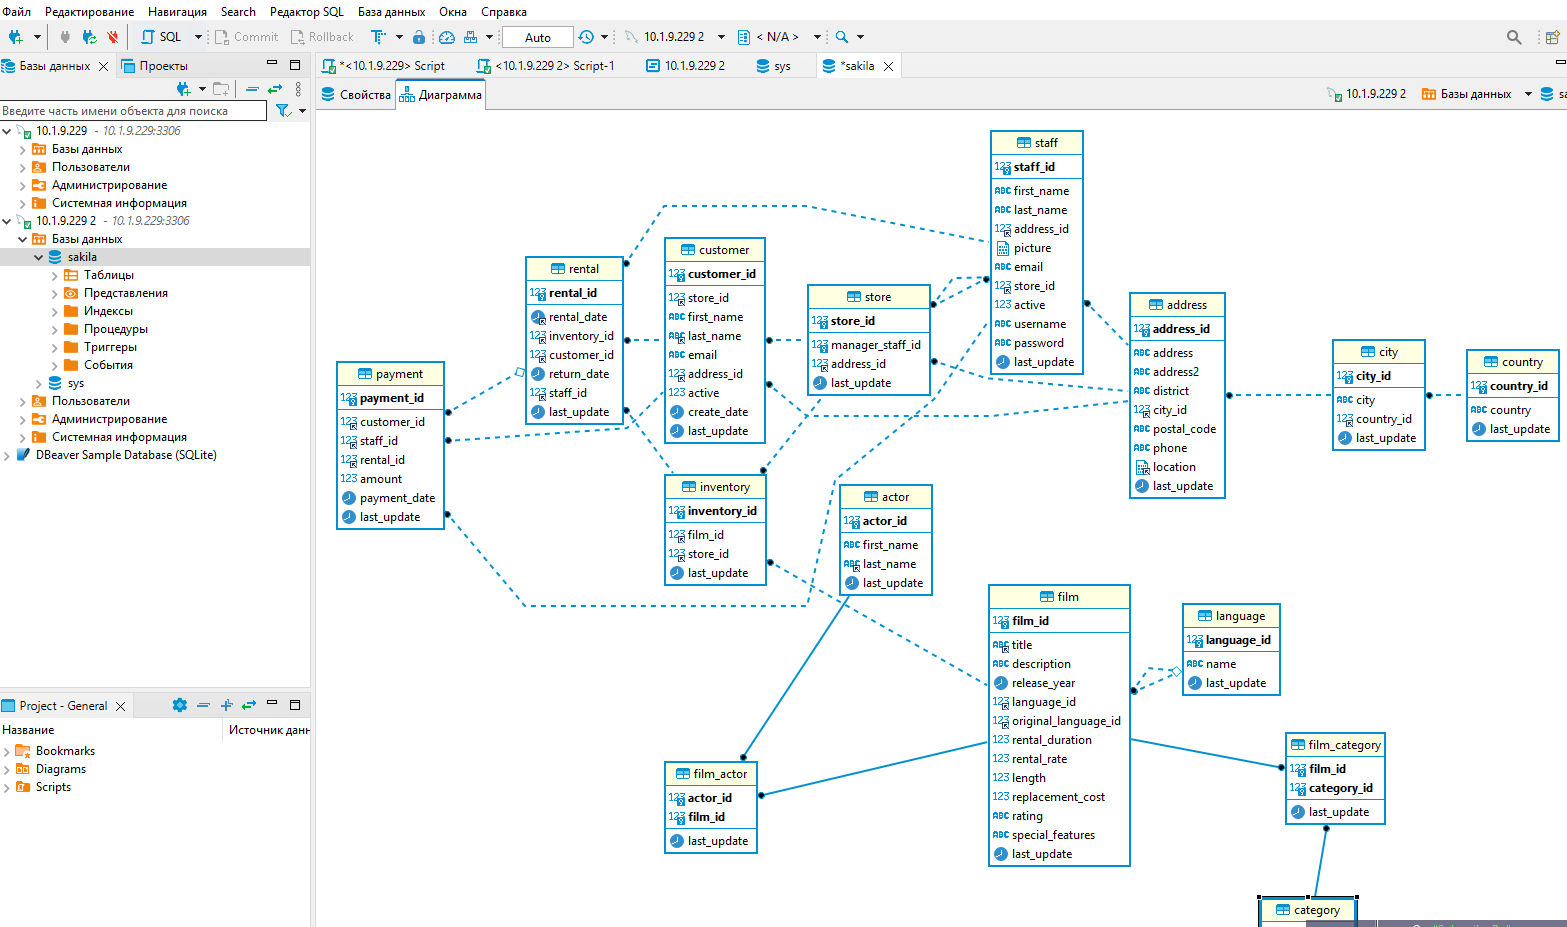 Файл Редактирование Навигация Search Редактор SQL База данных Окна Справка
SQL Commit Rollback Auto 10.1.9.229 2 < N/A >
Базы данных Проекты
*<10.1.9.229> Script <10.1.9.229 2> Script-1 10.1.9.229 2 sys *sakila
Свойства Диаграмма 10.1.9.229 2 Базы данных sa
Введите часть имени объекта для поиска
10.1.9.229 - 10.1.9.229:3306
Базы данных
Пользователи
Администрирование
Системная информация
10.1.9.229 2 - 10.1.9.229:3306
Базы данных
sakila
Таблицы
Представления
Индексы
Процедуры
Триггеры
События
sys
Пользователи
Администрирование
Системная информация
DBeaver Sample Database (SQLite)
Project - General
Название Источник данн
Bookmarks
Diagrams
Scripts
payment
payment_id
customer_id
staff_id
rental_id
amount
payment_date
last_update
rental
rental_id
rental_date
inventory_id
customer_id
return_date
staff_id
last_update
customer
customer_id
store_id
first_name
last_name
email
address_id
active
create_date
last_update
inventory
inventory_id
film_id
store_id
last_update
store
store_id
manager_staff_id
address_id
last_update
staff
staff_id
first_name
last_name
address_id
picture
email
store_id
active
username
password
last_update
address
address_id
address
address2
district
city_id
postal_code
phone
location
last_update
city
city_id
city
country_id
last_update
country
country_id
country
last_update
actor
actor_id
first_name
last_name
last_update
film
film_id
title
description
release_year
language_id
original_language_id
rental_duration
rental_rate
length
replacement_cost
rating
special_features
last_update
language
language_id
name
last_update
film_actor
actor_id
film_id
last_update
film_category
film_id
category_id
last_update
category